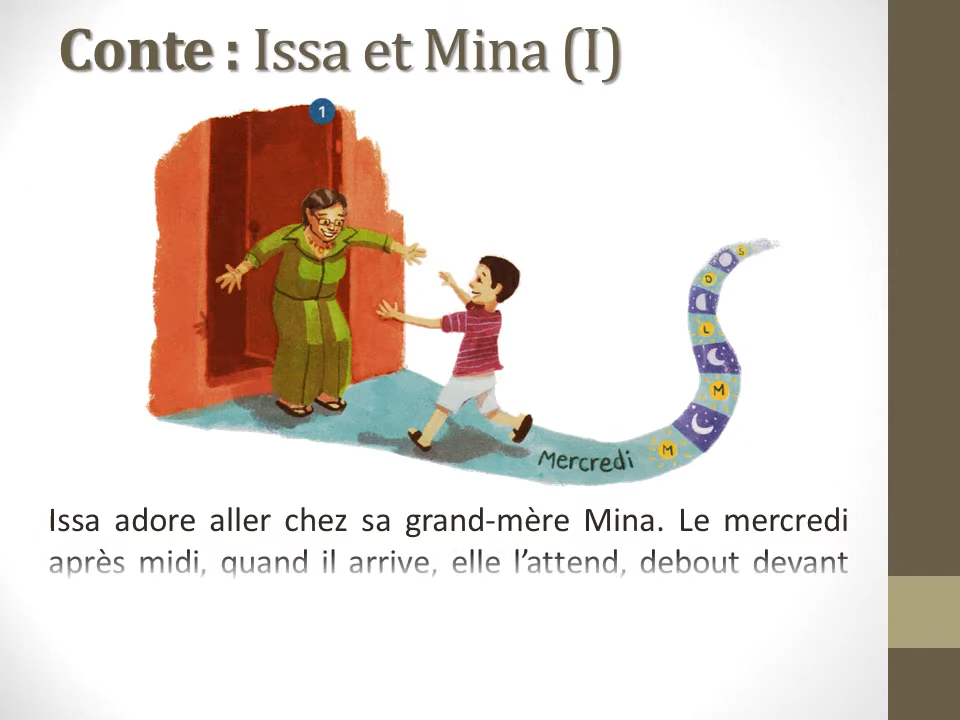 Conte : Issa et Mina (I)
1
S
D
L
M
M
Mercredi
Issa adore aller chez sa grand-mère Mina. Le mercredi
après midi, quand il arrive, elle l’attend, debout devant